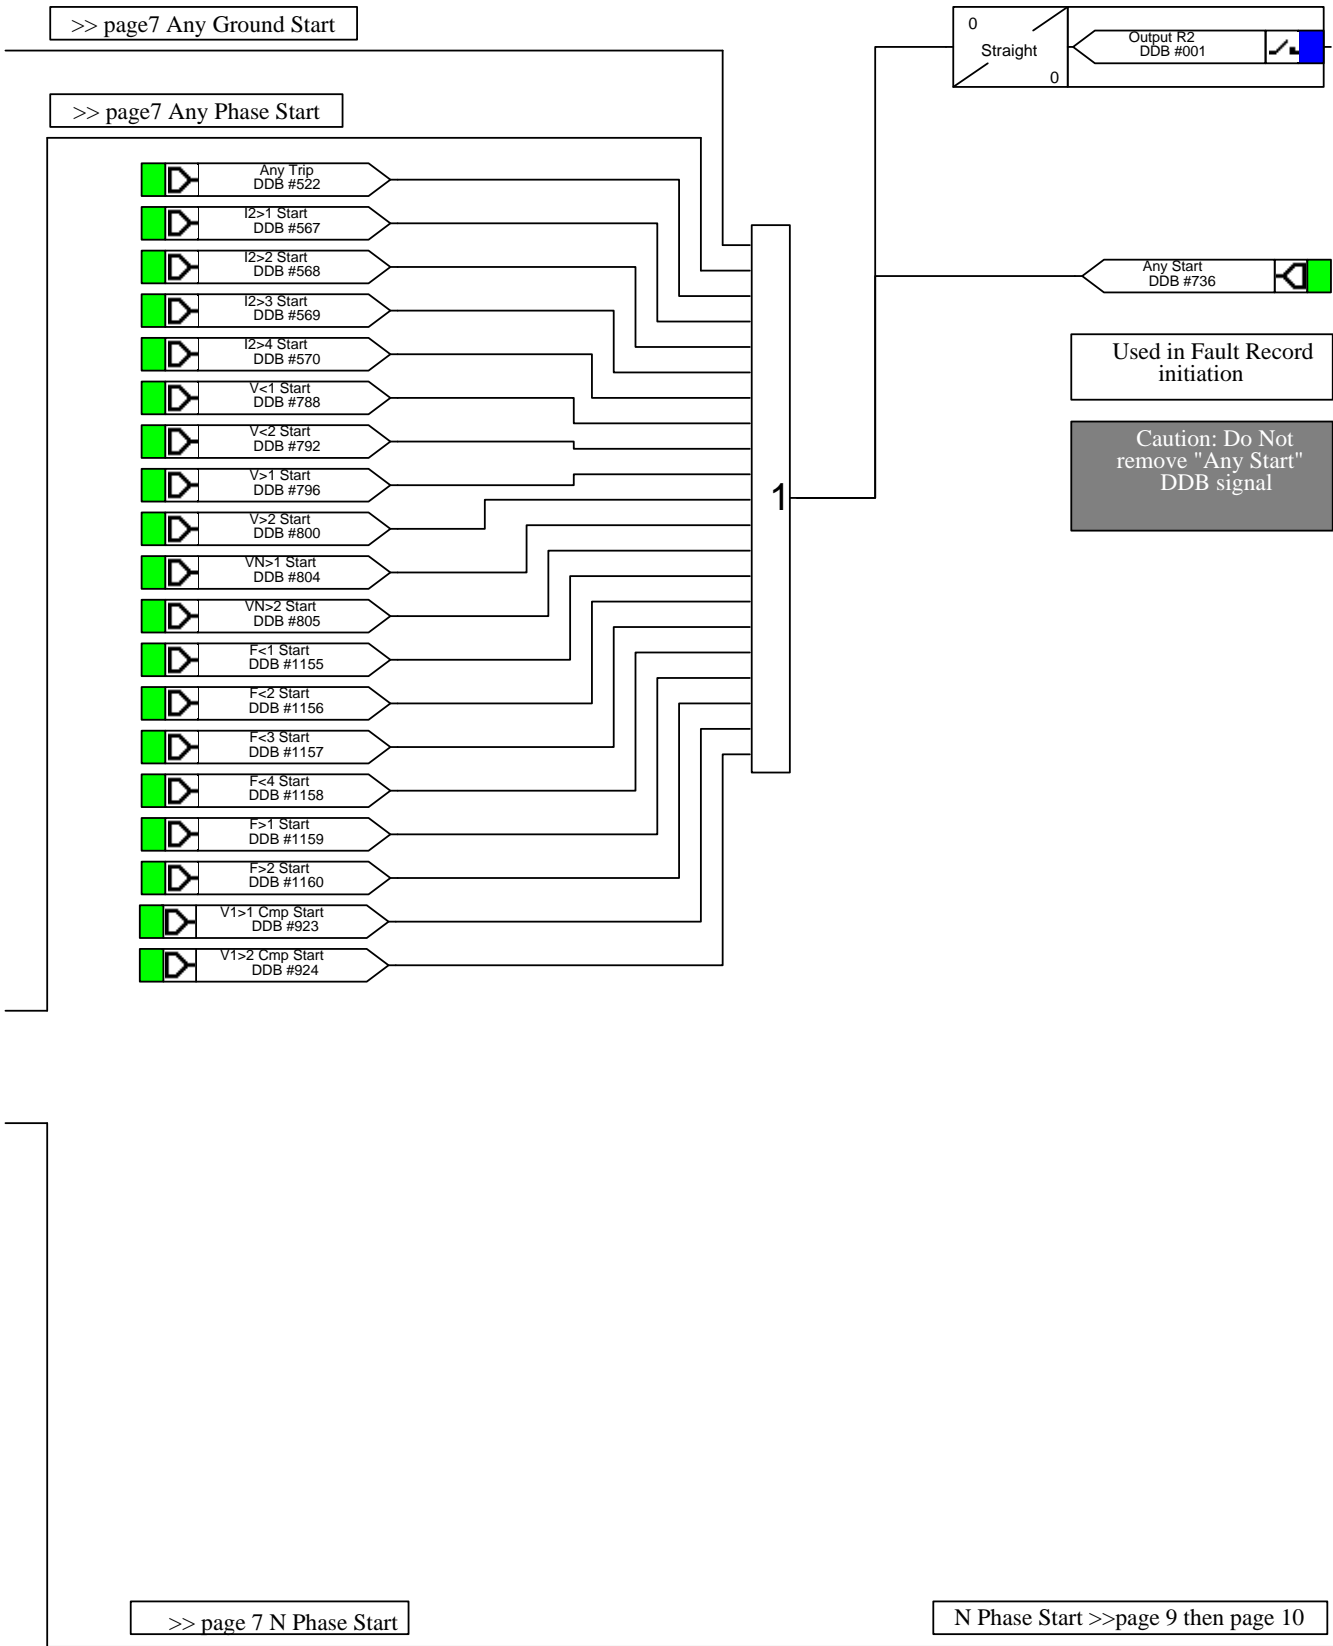 >> page7 Any Ground Start
0
Straight
0
Output R2
DDB #001
>> page7 Any Phase Start
Any Trip
DDB #522
I2>1 Start
DDB #567
I2>2 Start
DDB #568
I2>3 Start
DDB #569
I2>4 Start
DDB #570
V<1 Start
DDB #788
V<2 Start
DDB #792
V>1 Start
DDB #796
V>2 Start
DDB #800
VN>1 Start
DDB #804
VN>2 Start
DDB #805
F<1 Start
DDB #1155
F<2 Start
DDB #1156
F<3 Start
DDB #1157
F<4 Start
DDB #1158
F>1 Start
DDB #1159
F>2 Start
DDB #1160
V1>1 Cmp Start
DDB #923
V1>2 Cmp Start
DDB #924
1
Any Start
DDB #736
Used in Fault Record
initiation
Caution: Do Not
remove "Any Start"
DDB signal
>> page 7 N Phase Start
N Phase Start >>page 9 then page 10